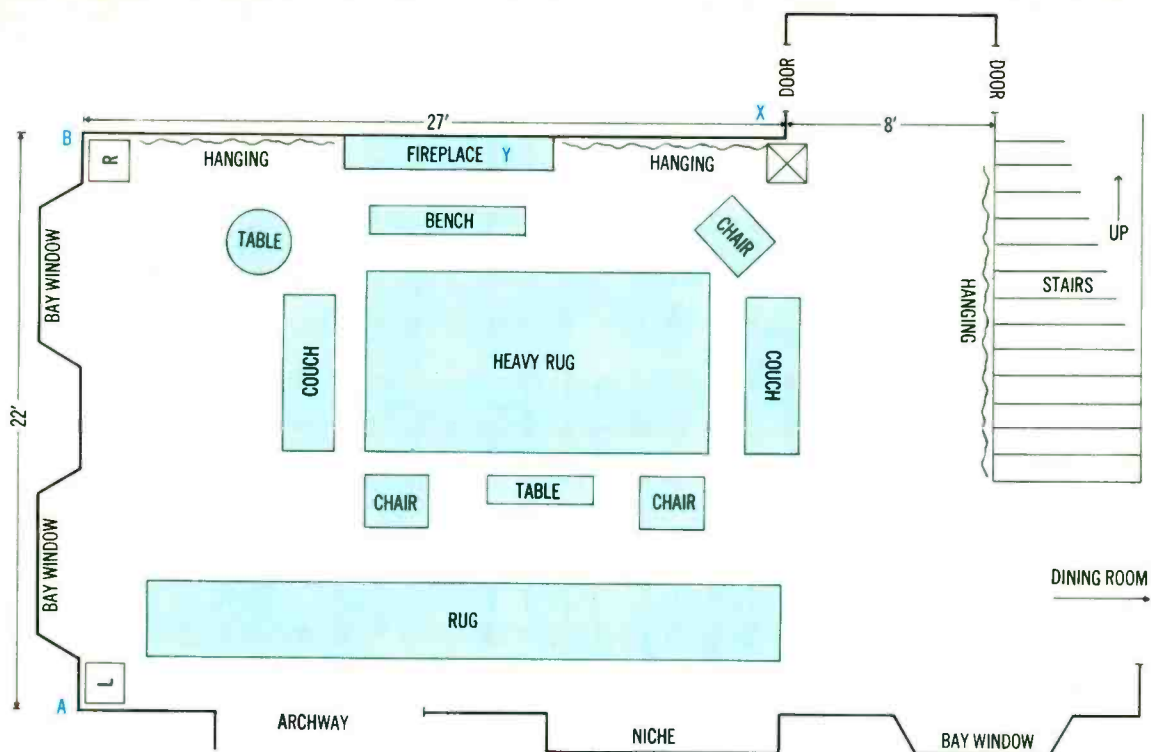 DOOR
DOOR
X
B
27'
8'
R
HANGING
FIREPLACE Y
HANGING
BENCH
TABLE
CHAIR
UP
BAY WINDOW
STAIRS
HANGING
COUCH
HEAVY RUG
COUCH
22'
CHAIR
TABLE
CHAIR
BAY WINDOW
DINING ROOM
RUG
L
A
ARCHWAY
NICHE
BAY WINDOW